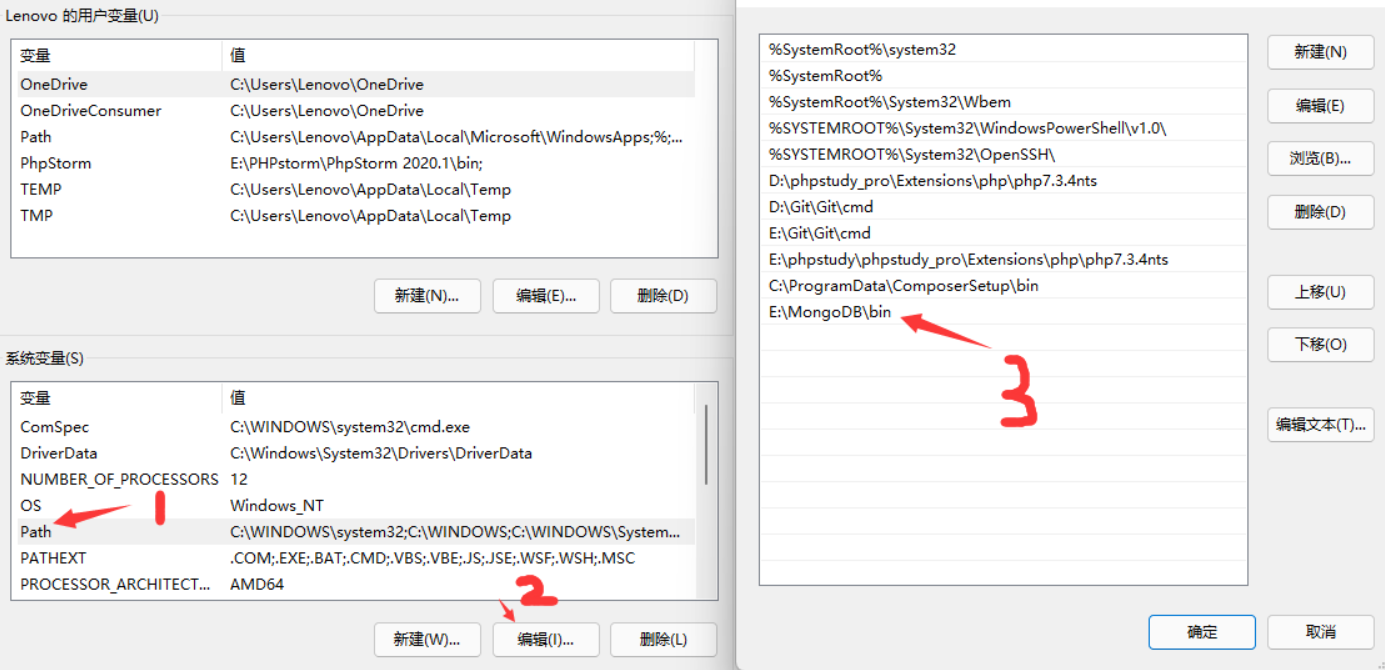 Lenovo 的用户变量(U)
变量 值
OneDrive C:\Users\Lenovo\OneDrive
OneDriveConsumer C:\Users\Lenovo\OneDrive
Path C:\Users\Lenovo\AppData\Local\Microsoft\WindowsApps;%;...
PhpStorm E:\PHPstorm\PhpStorm 2020.1\bin;
TEMP C:\Users\Lenovo\AppData\Local\Temp
TMP C:\Users\Lenovo\AppData\Local\Temp
新建(N)... 编辑(E)... 删除(D)
系统变量(S)
变量 值
ComSpec C:\WINDOWS\system32\cmd.exe
DriverData C:\Windows\System32\Drivers\DriverData
NUMBER_OF_PROCESSORS 12
OS Windows_NT
1
Path C:\WINDOWS\system32;C:\WINDOWS;C:\WINDOWS\System...
PATHEXT .COM;.EXE;.BAT;.CMD;.VBS;.VBE;.JS;.JSE;.WSF;.WSH;.MSC
PROCESSOR_ARCHITECT... AMD64
2
新建(W)... 编辑(I)... 删除(L)
%SystemRoot%\system32
%SystemRoot%
%SystemRoot%\System32\Wbem
%SYSTEMROOT%\System32\WindowsPowerShell\v1.0\
%SYSTEMROOT%\System32\OpenSSH\
D:\phpstudy_pro\Extensions\php\php7.3.4nts
D:\Git\Git\cmd
E:\Git\Git\cmd
E:\phpstudy\phpstudy_pro\Extensions\php\php7.3.4nts
C:\ProgramData\ComposerSetup\bin
E:\MongoDB\bin
3
新建(N)
编辑(E)
浏览(B)...
删除(D)
上移(U)
下移(O)
编辑文本(T)...
确定 取消